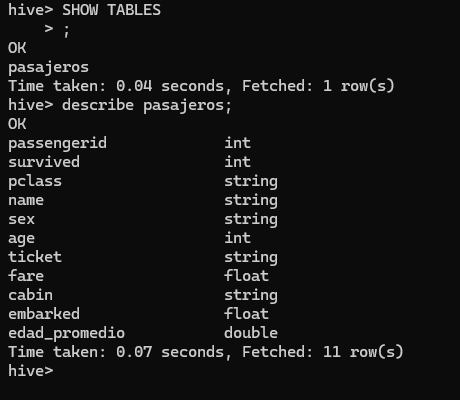 hive> SHOW TABLES
    > ;
OK
pasajeros
Time taken: 0.04 seconds, Fetched: 1 row(s)
hive> describe pasajeros;
OK
passengerid             int
survived                int
pclass                  string
name                    string
sex                     string
age                     int
ticket                  string
fare                    float
cabin                   string
embarked                float
edad_promedio           double
Time taken: 0.07 seconds, Fetched: 11 row(s)
hive>